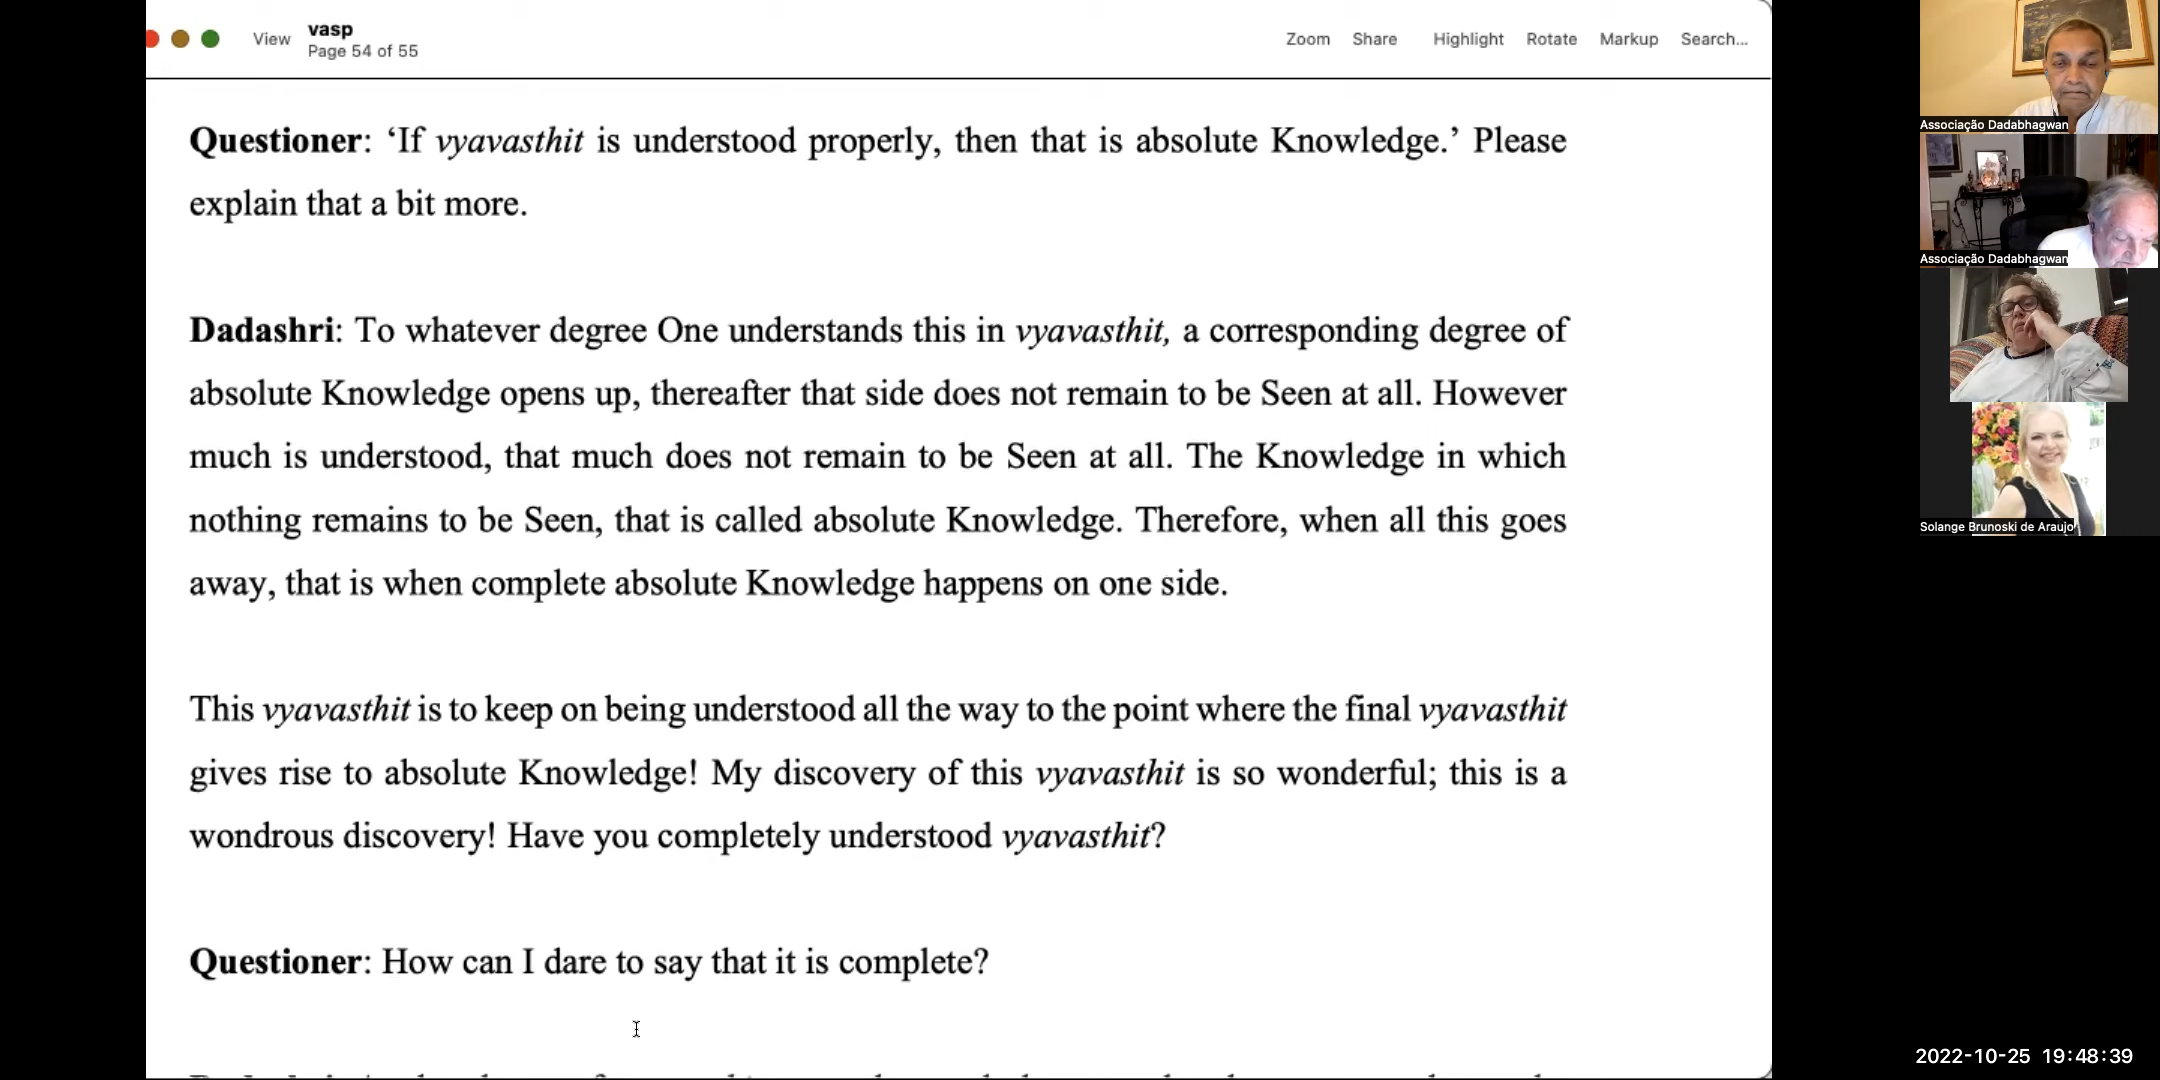 View
vasp
Page 54 of 55
Zoom Share Highlight Rotate Markup Search...
Questioner: ‘If vyavasthit is understood properly, then that is absolute Knowledge.’ Please
explain that a bit more.
Dadashri: To whatever degree One understands this in vyavasthit, a corresponding degree of
absolute Knowledge opens up, thereafter that side does not remain to be Seen at all. However
much is understood, that much does not remain to be Seen at all. The Knowledge in which
nothing remains to be Seen, that is called absolute Knowledge. Therefore, when all this goes
away, that is when complete absolute Knowledge happens on one side.
This vyavasthit is to keep on being understood all the way to the point where the final vyavasthit
gives rise to absolute Knowledge! My discovery of this vyavasthit is so wonderful; this is a
wondrous discovery! Have you completely understood vyavasthit?
Questioner: How can I dare to say that it is complete?
Associação Dadabhagwan
Associação Dadabhagwan
Solange Brunoski de Araujo
2022-10-25 19:48:39